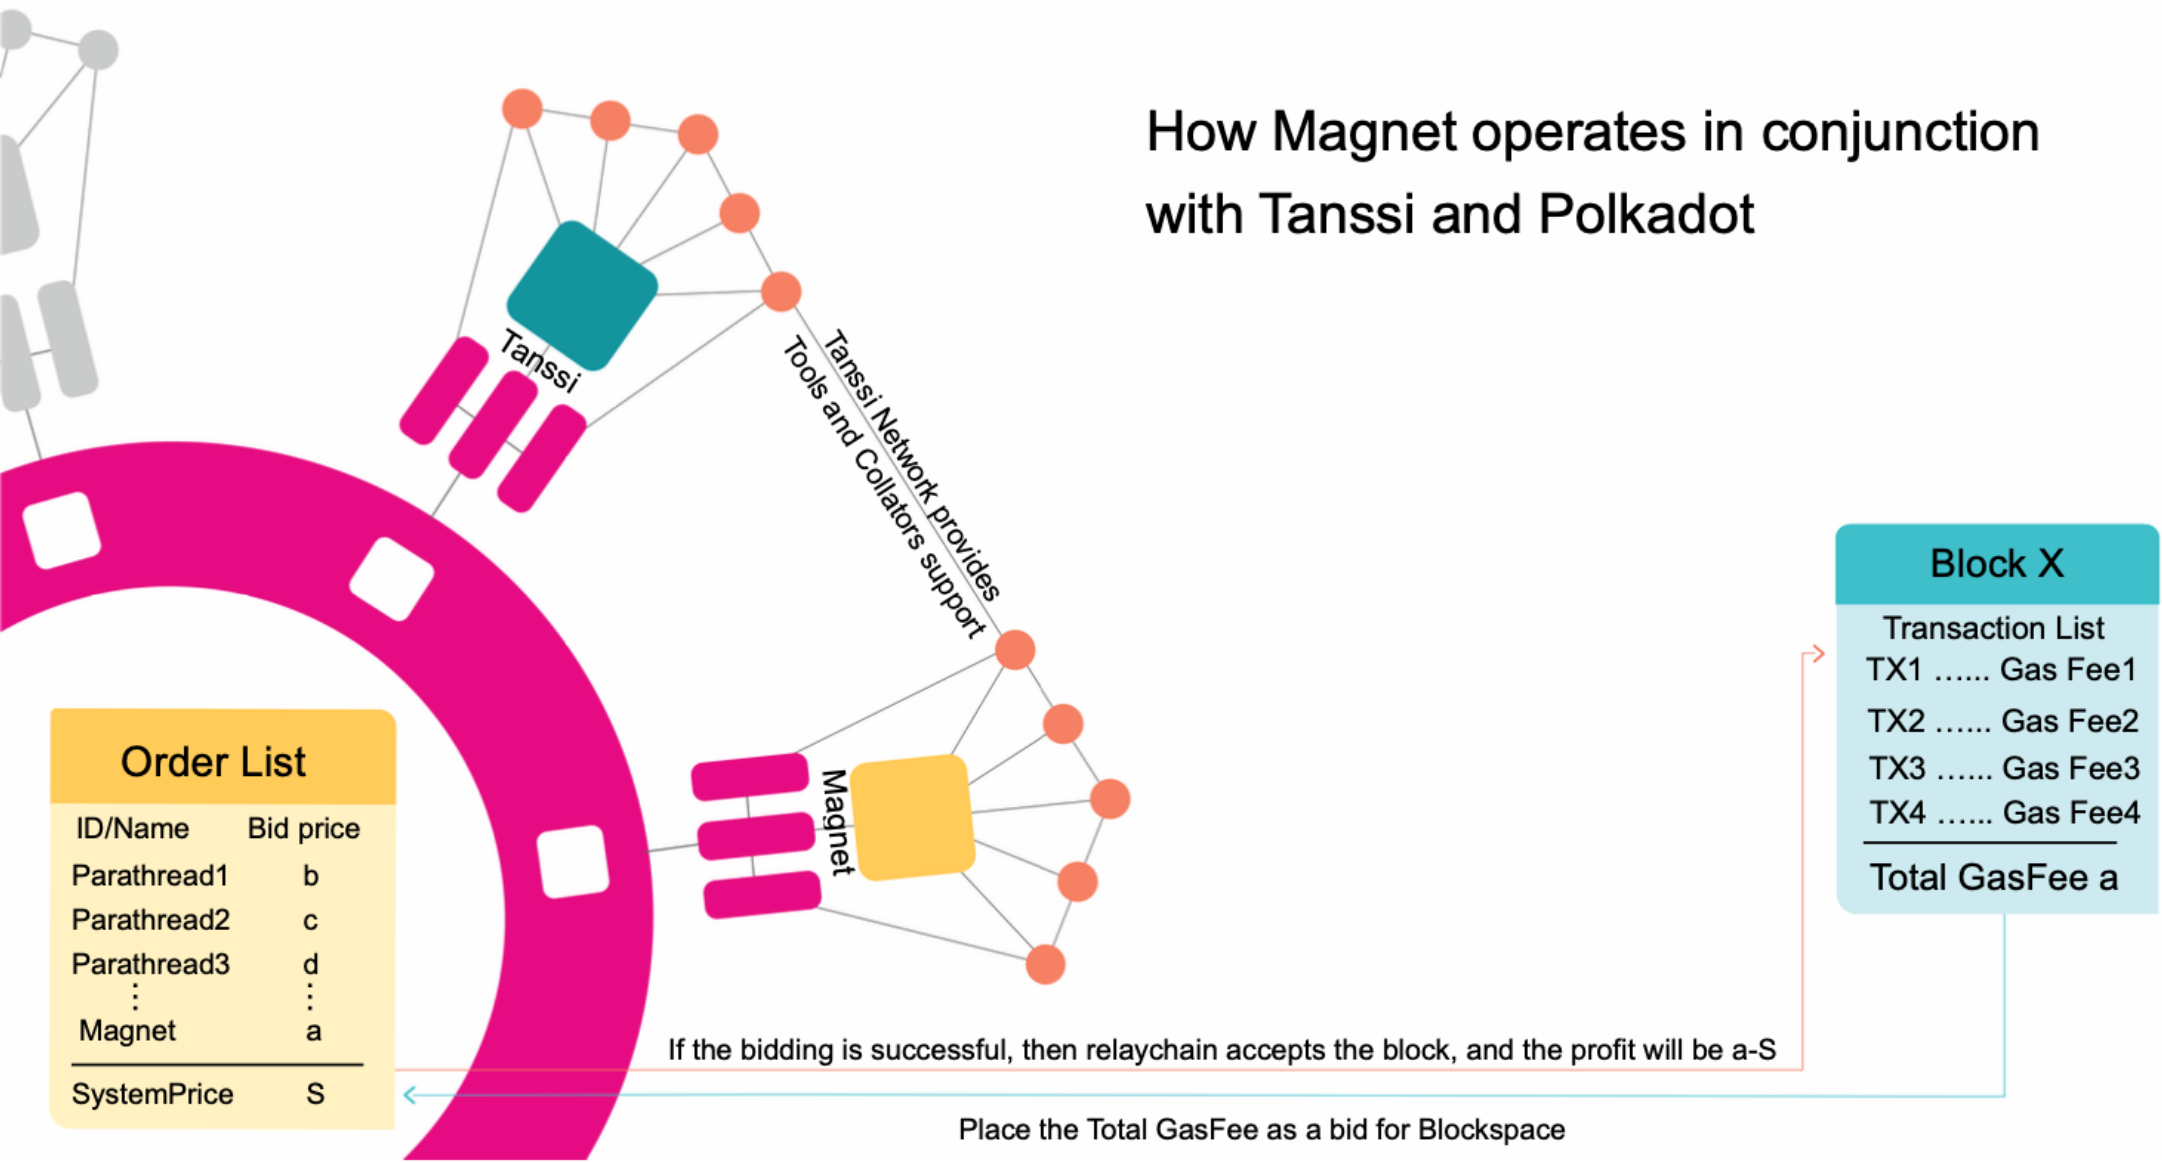 How Magnet operates in conjunction
with Tanssi and Polkadot
Tanssi
Tanssi Network provides
Tools and Collators support
Magnet
Order List
ID/Name Bid price
Parathread1 b
Parathread2 c
Parathread3 d
⋮ ⋮
Magnet a
SystemPrice S
Block X
Transaction List
TX1 …... Gas Fee1
TX2 …... Gas Fee2
TX3 …... Gas Fee3
TX4 …... Gas Fee4
Total GasFee a
If the bidding is successful, then relaychain accepts the block, and the profit will be a-S
Place the Total GasFee as a bid for Blockspace